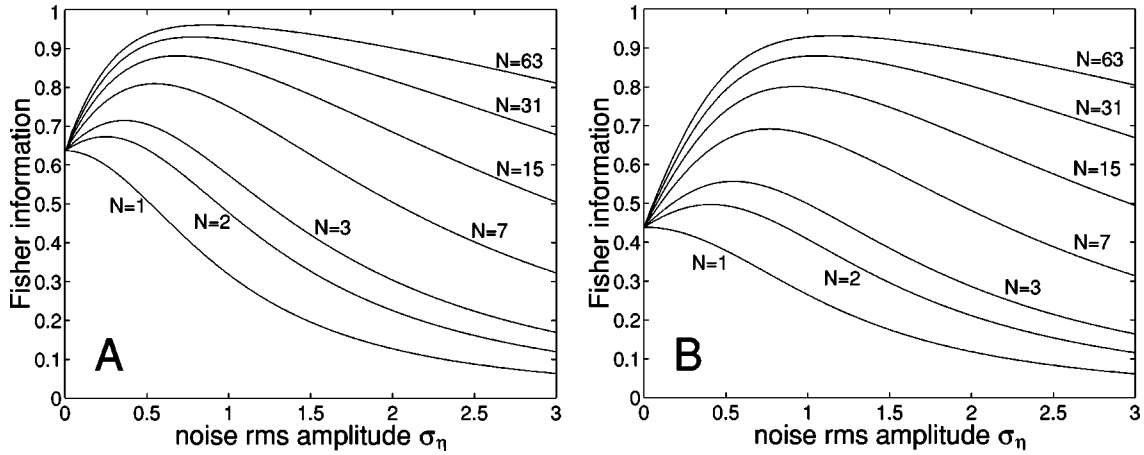 1
0.9
0.8
0.7
0.6
0.5
0.4
0.3
0.2
0.1
0
Fisher information
N=63
N=31
N=15
N=7
N=3
N=2
N=1
A
0 0.5 1 1.5 2 2.5 3
noise rms amplitude ση
1
0.9
0.8
0.7
0.6
0.5
0.4
0.3
0.2
0.1
0
Fisher information
N=63
N=31
N=15
N=7
N=3
N=2
N=1
B
0 0.5 1 1.5 2 2.5 3
noise rms amplitude ση